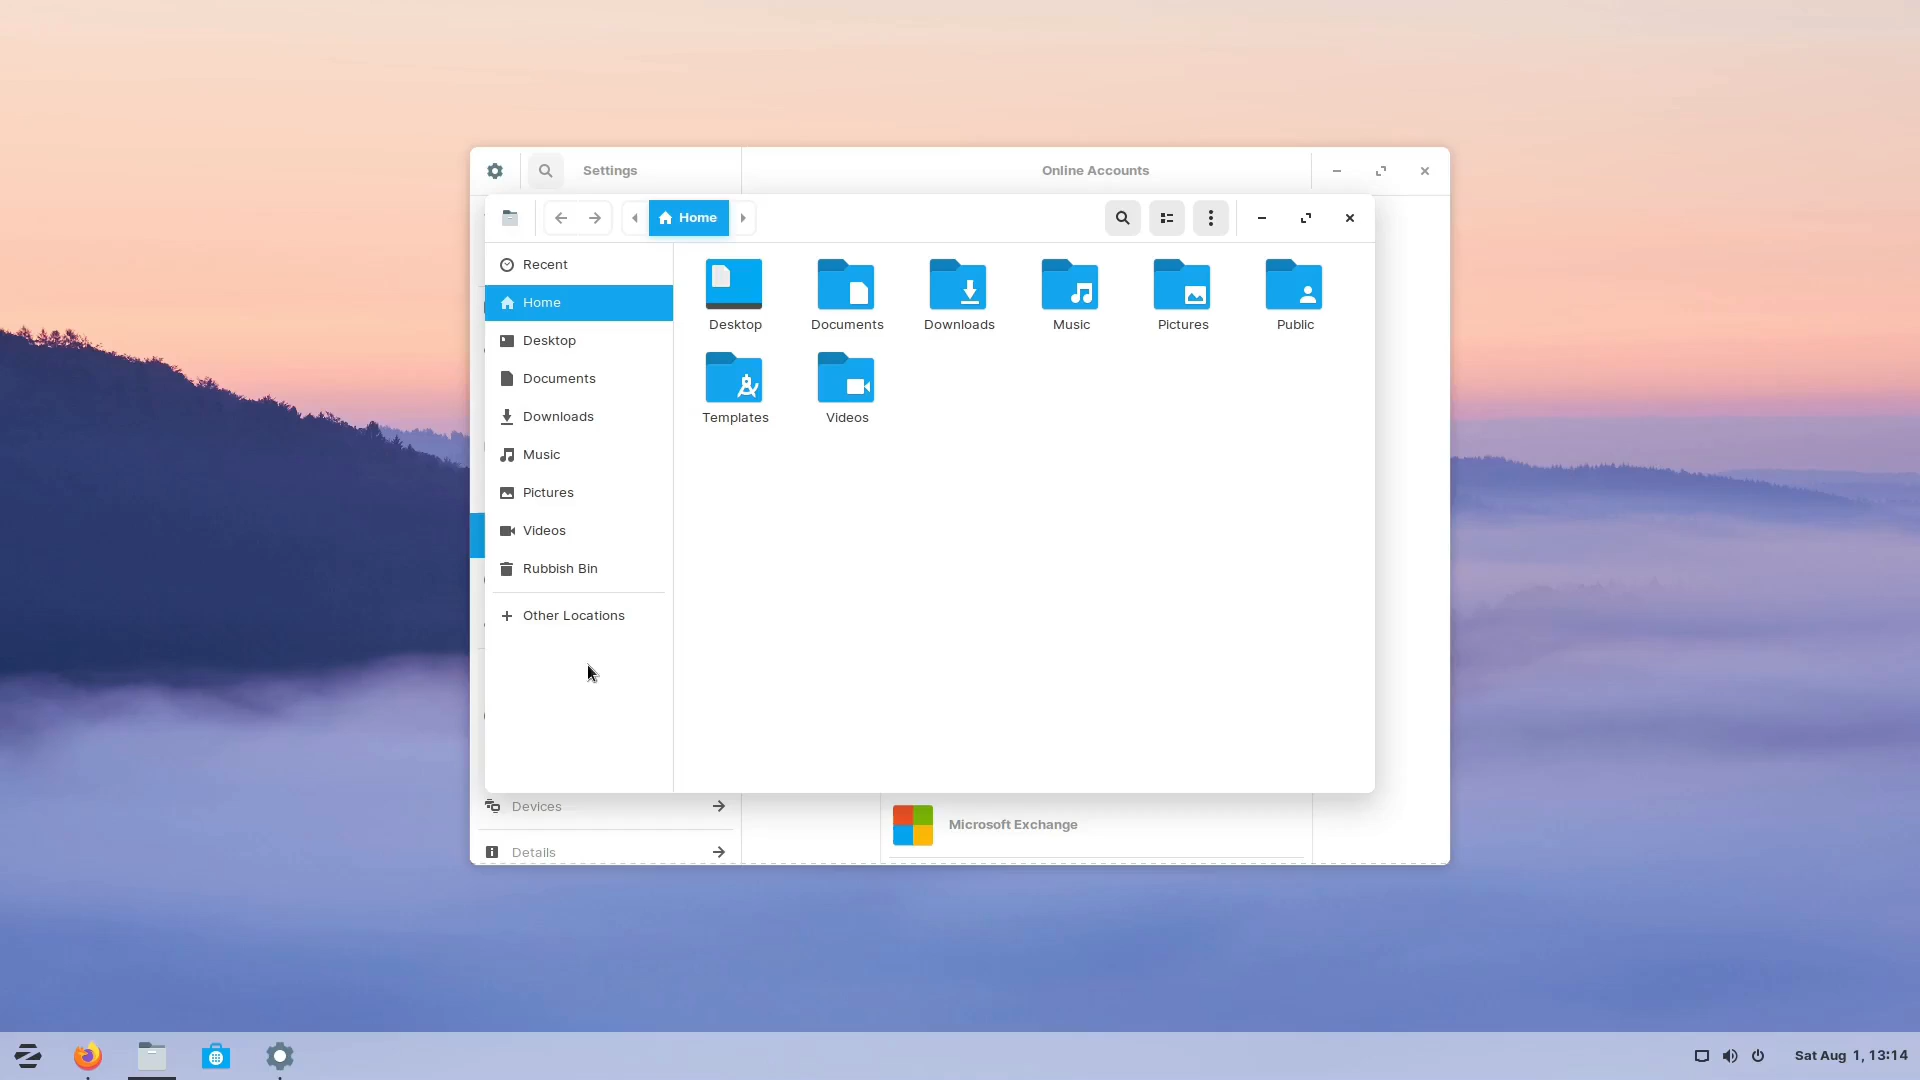 Settings
Online Accounts
Home
Recent
Home
Desktop
Documents
Downloads
Music
Pictures
Videos
Rubbish Bin
Other Locations
Desktop
Documents
Downloads
Music
Pictures
Public
Templates
Videos
Devices
Details
Microsoft Exchange
Sat Aug 1, 13:14